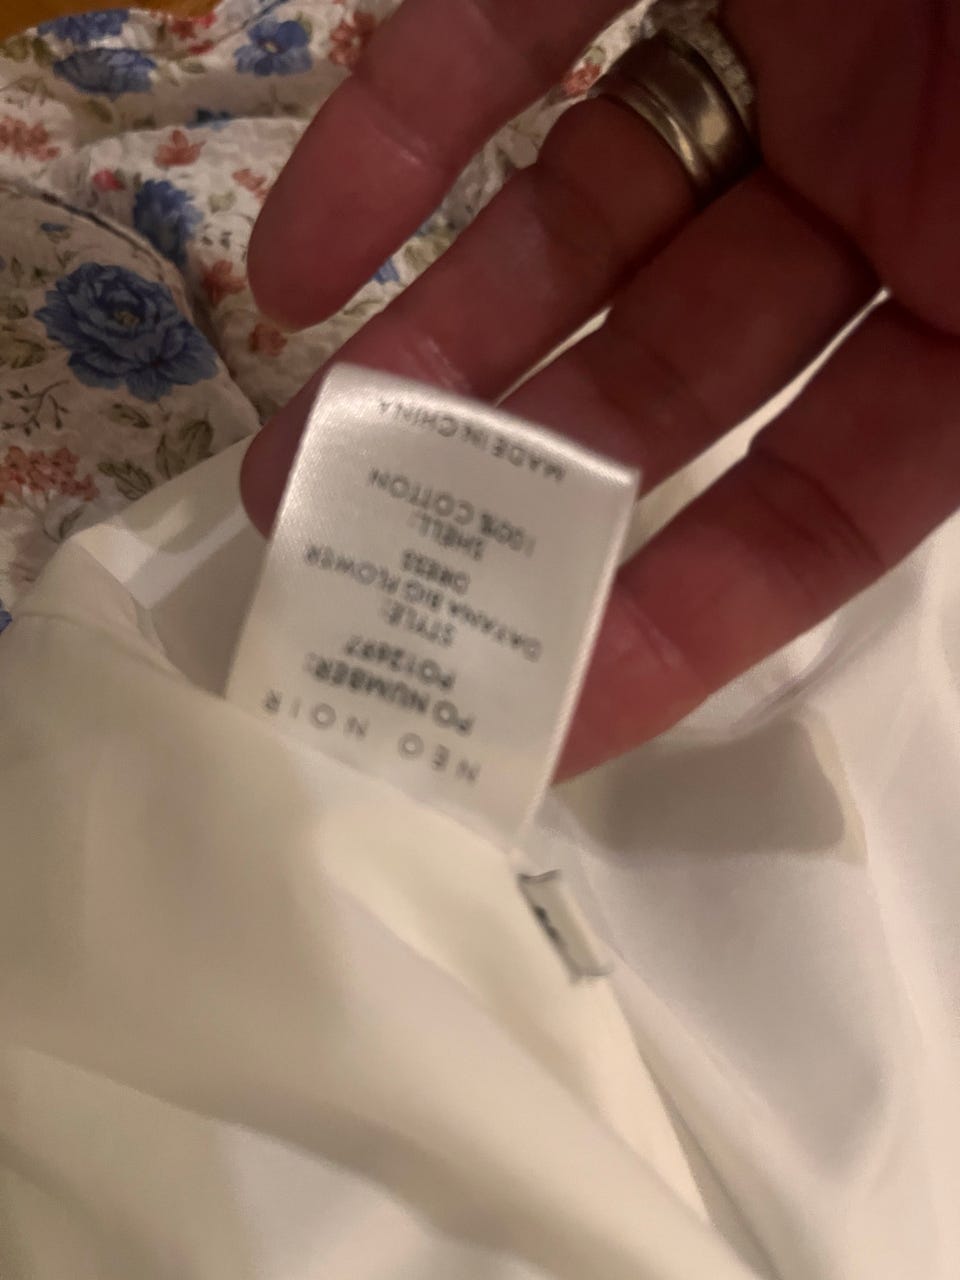 NEO NOIR
PO NUMBER:
PO12697
STYLE:
DATANA BIG FLOWER
DRESS
SHELL:
100% COTTON
MADE IN CHINA